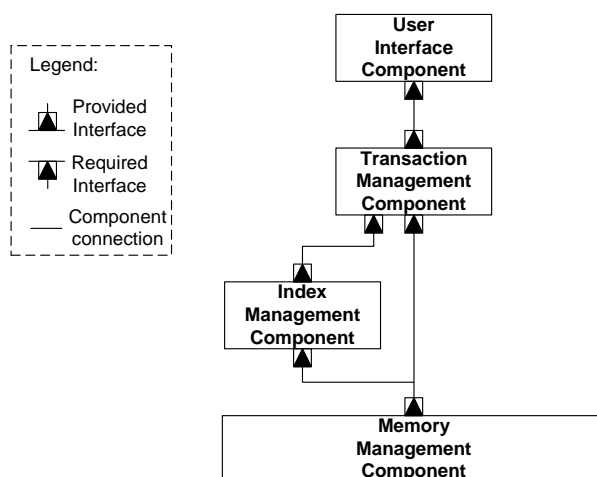 User
Interface
Component
Legend:
Provided
Interface
Required
Interface
Component
connection
Transaction
Management
Component
Index
Management
Component
Memory
Management
Component